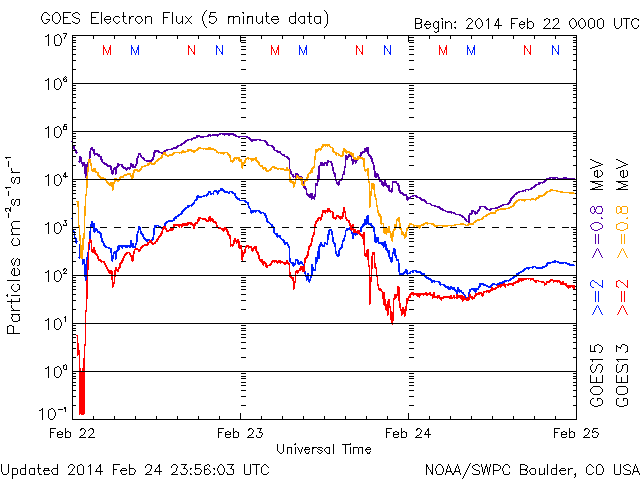 GOES Electron Flux (5 minute data)
Begin: 2014 Feb 22 0000 UTC
M M N N M M N N M M N N
10⁷
10⁶
10⁵
10⁴
10³
10²
10¹
10⁰
10⁻¹
Particles cm⁻²s⁻¹sr⁻¹
Feb 22 Feb 23 Feb 24 Feb 25
Universal Time
GOES15 >=2 >=0.8 MeV
GOES13 >=2 >=0.8 MeV
Updated 2014 Feb 24 23:56:03 UTC
NOAA/SWPC Boulder, CO USA